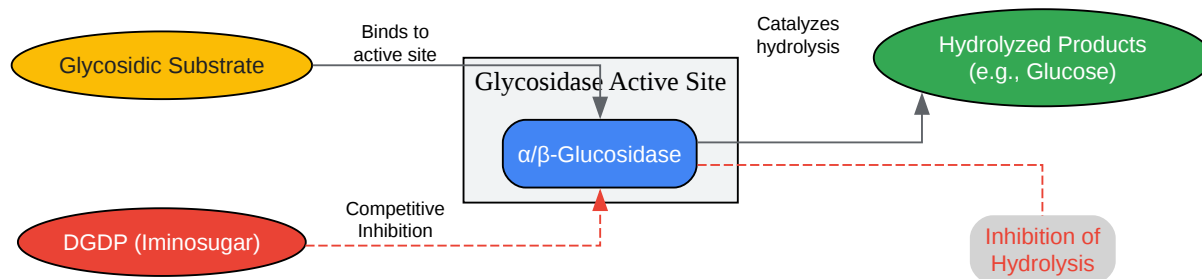 Glycosidic Substrate
Binds to
active site
Glycosidase Active Site
α/β-Glucosidase
Catalyzes
hydrolysis
Hydrolyzed Products
(e.g., Glucose)
DGDP (Iminosugar)
Competitive
Inhibition
Inhibition of
Hydrolysis